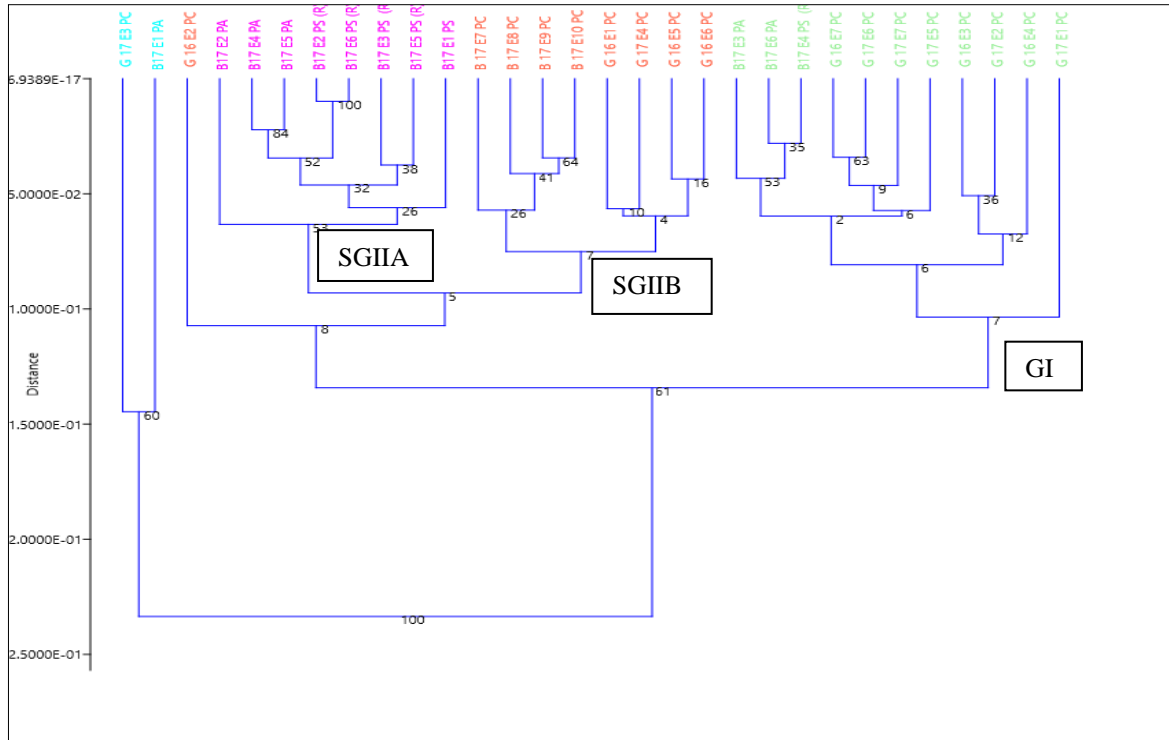 G 17 E3 PC
B17 E1 PA
G 16 E2 PC
B17 E2 PA
B17 E4 PA
B17 E5 PA
B17 E2 PS (R)
B17 E6 PS (R)
B17 E3 PS (R)
B17 E5 PS (R)
B17 E1 PS
B 17 E7 PC
B 17 E8 PC
B 17 E9 PC
B 17 E10 PC
G 16 E1 PC
G 17 E4 PC
G 16 E5 PC
G 16 E6 PC
B17 E3 PA
B17 E6 PA
B17 E4 PS (R
G 16 E7 PC
G 17 E6 PC
G 17 E7 PC
G 17 E5 PC
G 16 E3 PC
G 17 E2 PC
G 16 E4 PC
G 17 E1 PC
6.9389E-17
100
84
35
52
64
63
38
41
53
16
32
9
5.0000E-02
36
26
26
10
4
2
6
53
12
SGIIA
7
SGIIB
6
5
1.0000E-01
8
7
GI
Distance
61
60
1.5000E-01
2.0000E-01
100
2.5000E-01